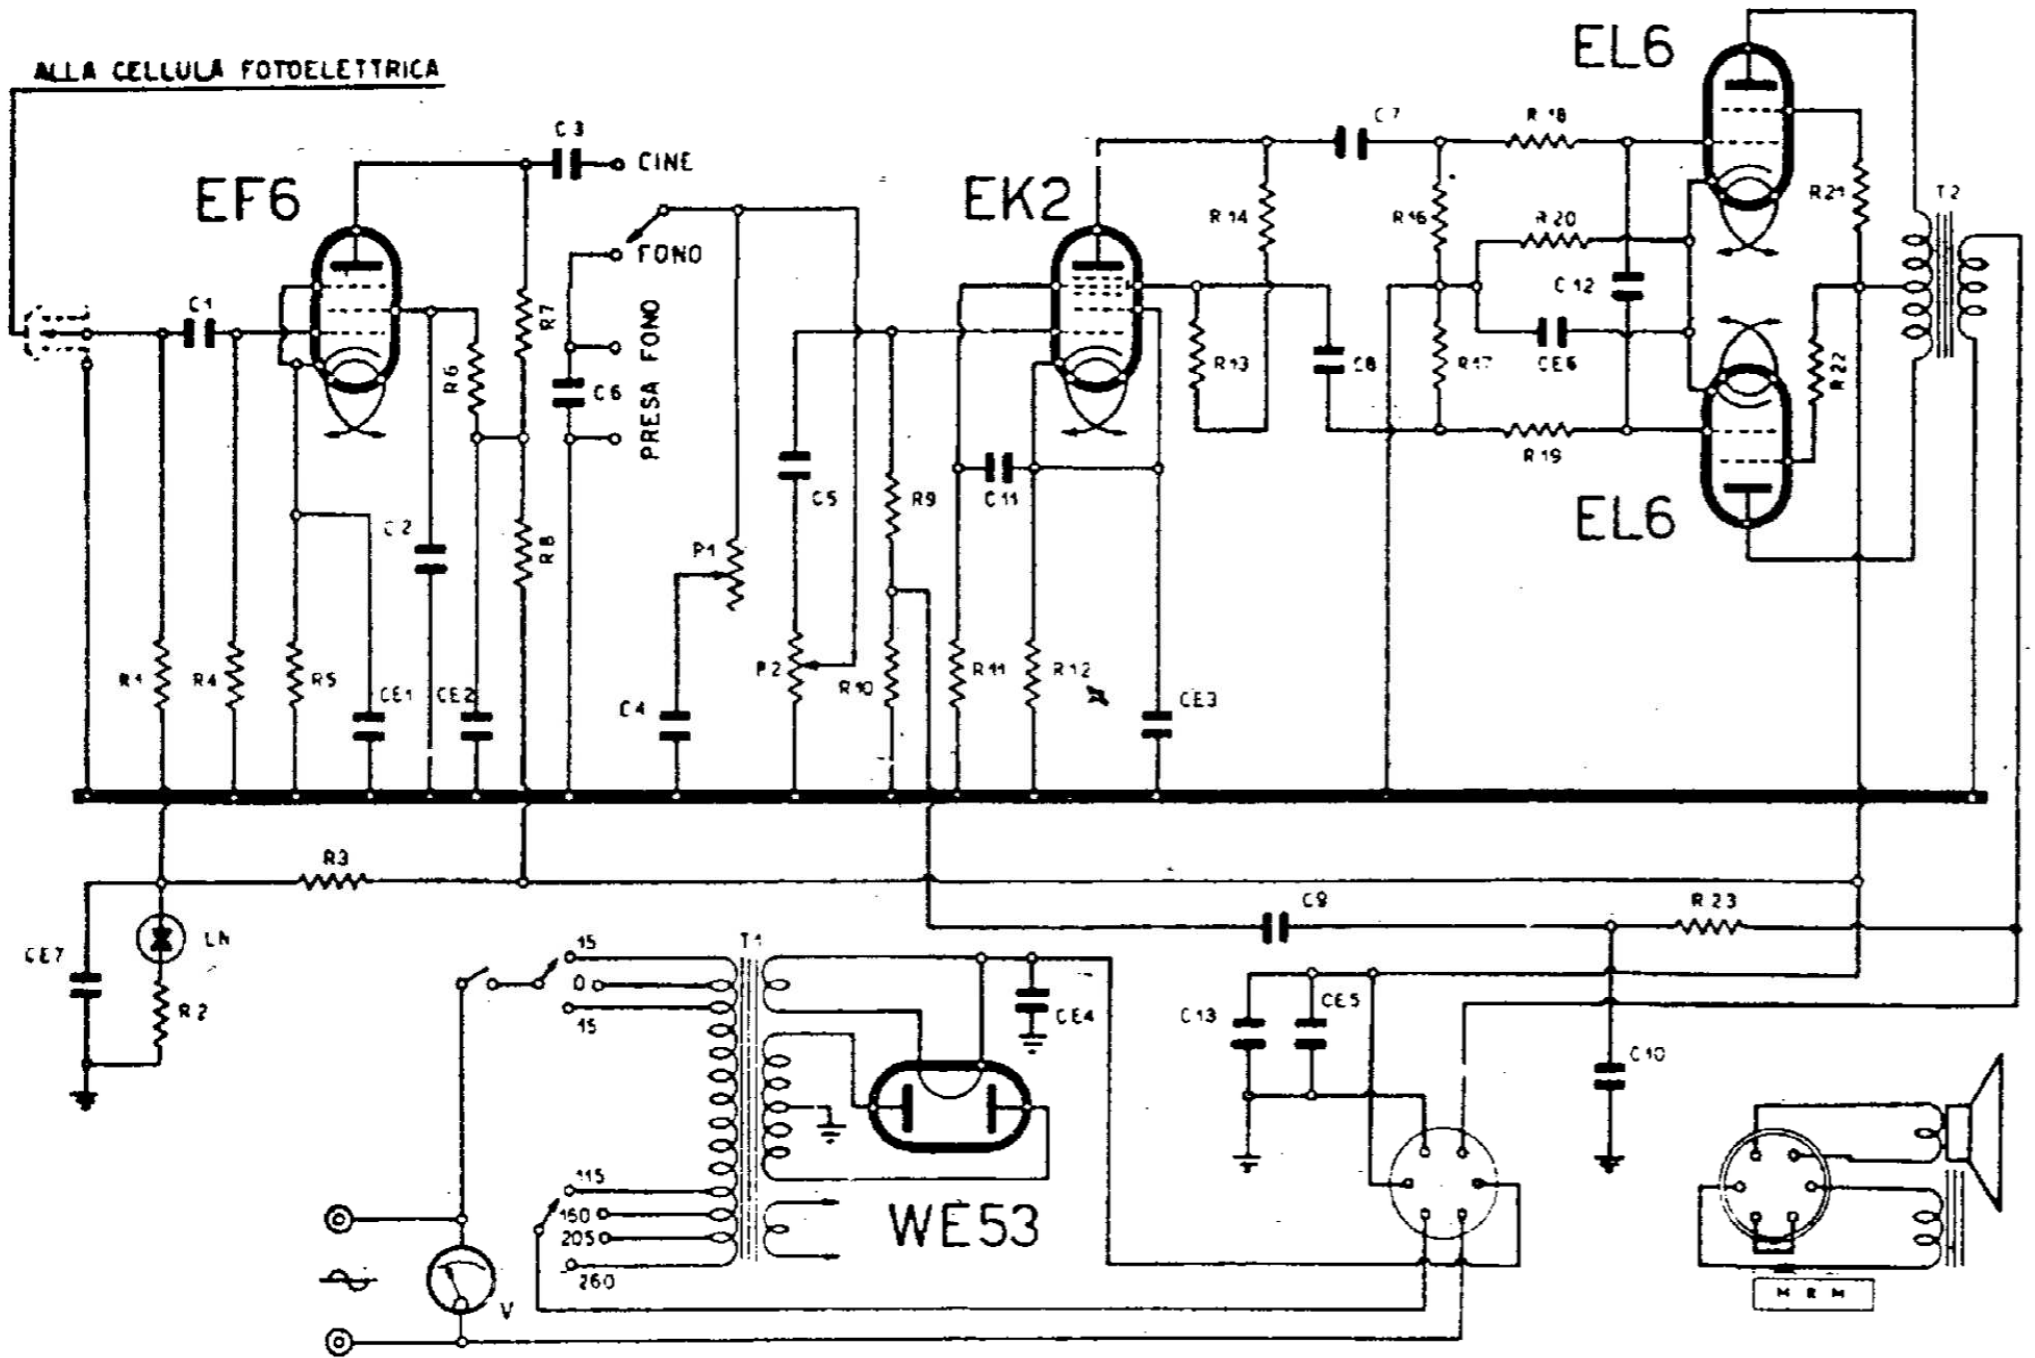 ALLA CELLULA FOTOELETTRICA
EF6
C3
CINE
FONO
PRESA FONO
C1
R7
R6
C6
C2
R1
R4
R5
CE1
CE2
R8
P1
C4
P2
C5
R9
R10
EK2
R14
R13
C8
C11
R11
R12
CE3
C7
R16
R17
R18
R20
C12
CE6
R19
EL6
EL6
R21
R22
T2
R3
CE7
LN
R2
15
0
15
T1
CE4
115
160
205
260
V
WE53
C9
R23
C13
CE5
C10
M R M